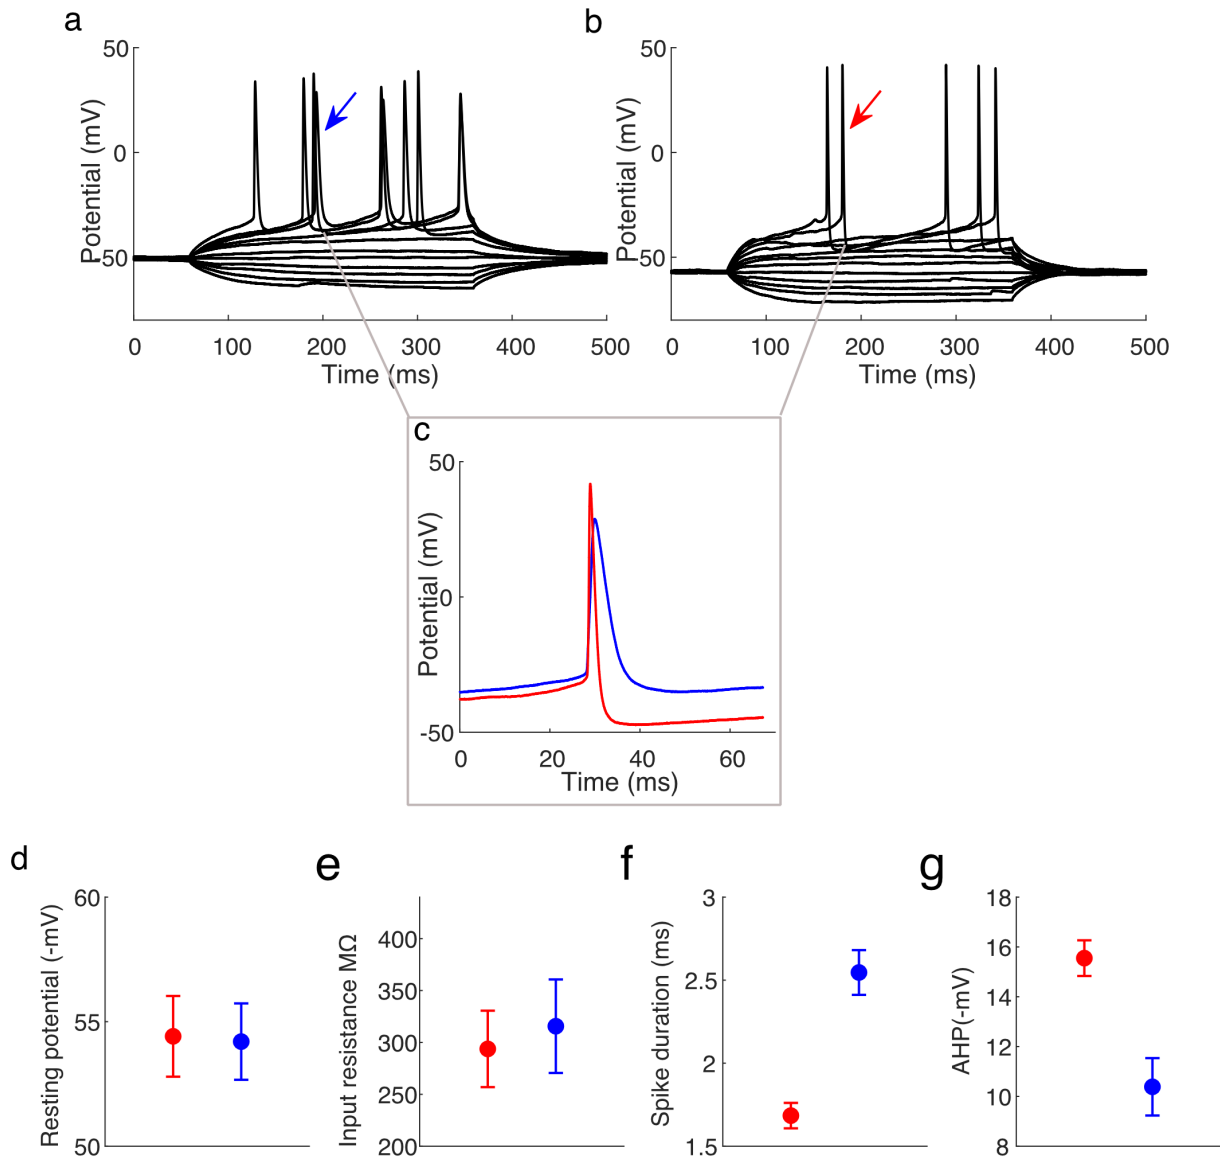 a
50
0
-50
Potential (mV)
0 100 200 300 400 500
Time (ms)
b
50
0
-50
Potential (mV)
0 100 200 300 400 500
Time (ms)
c
50
0
-50
Potential (mV)
0 20 40 60
Time (ms)
d
60
55
50
Resting potential (-mV)
e
400
350
300
250
200
Input resistance MΩ
f
3
2.5
2
1.5
Spike duration (ms)
g
18
16
14
12
10
8
AHP(-mV)